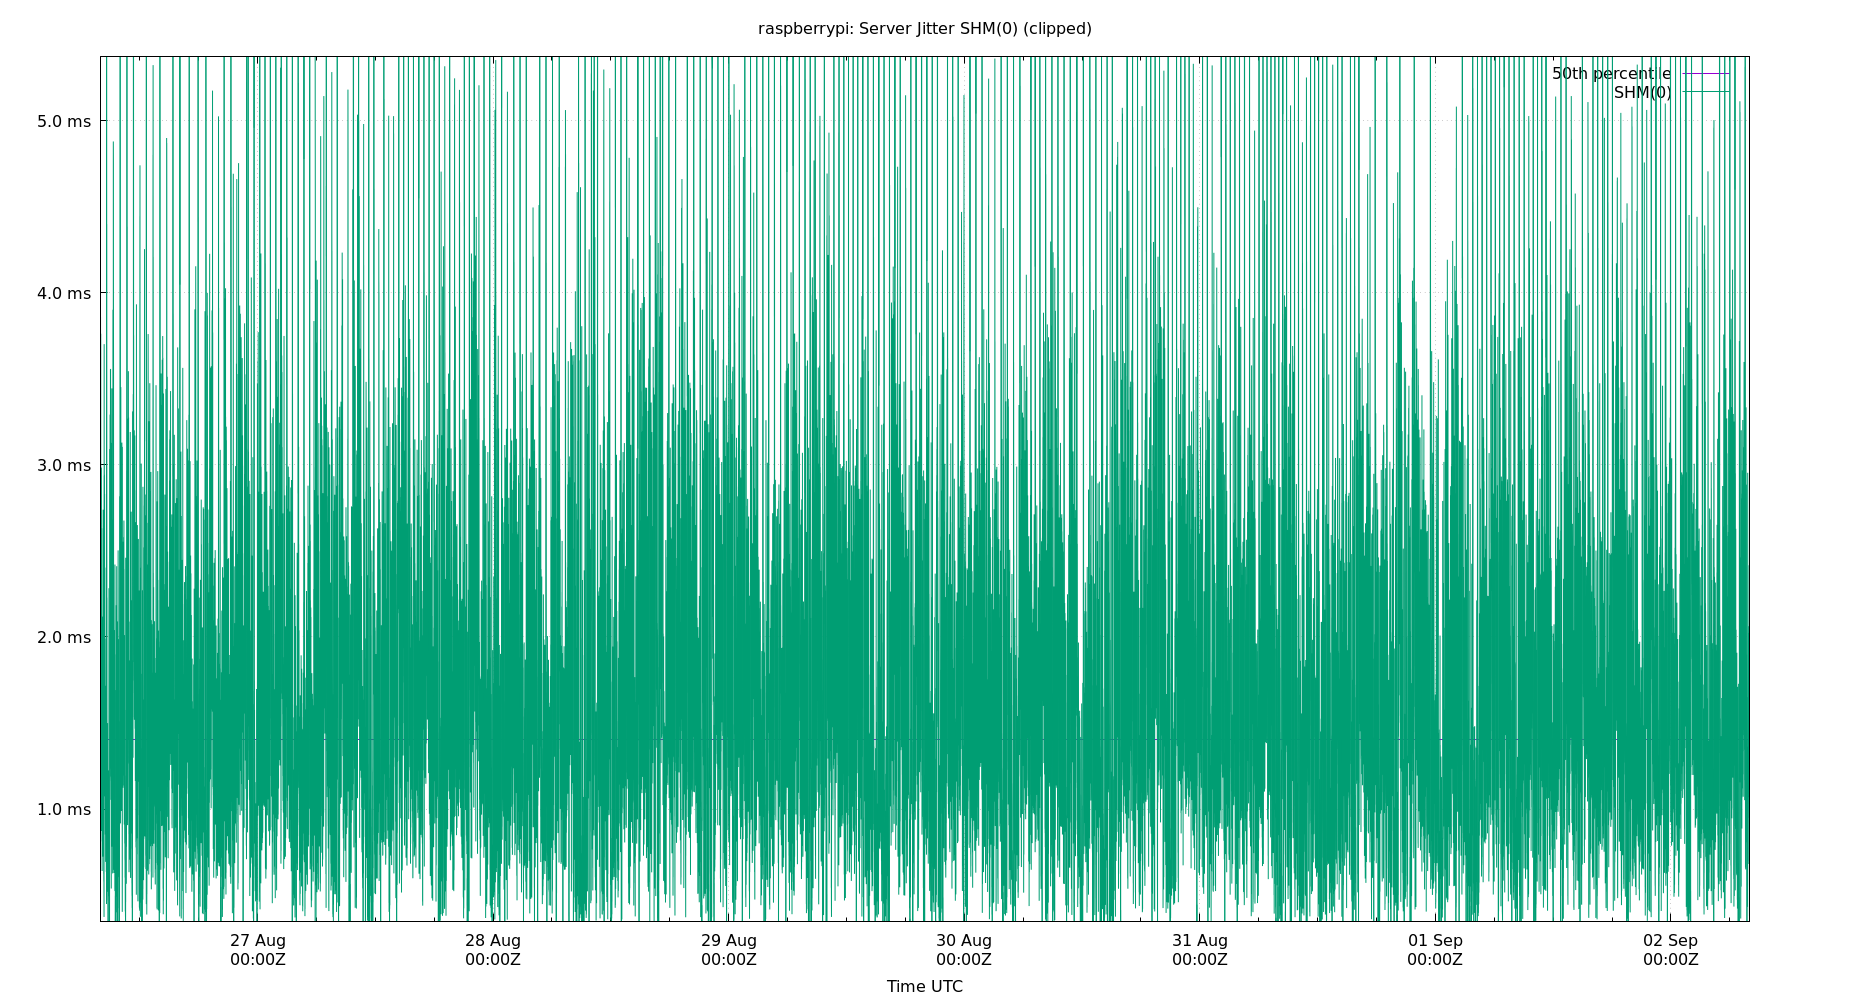 raspberrypi: Server Jitter SHM(0) (clipped)
50th percentile
SHM(0)
5.0 ms
4.0 ms
3.0 ms
2.0 ms
1.0 ms
27 Aug 28 Aug 29 Aug 30 Aug 31 Aug 01 Sep 02 Sep
00:00Z 00:00Z 00:00Z 00:00Z 00:00Z 00:00Z 00:00Z
Time UTC